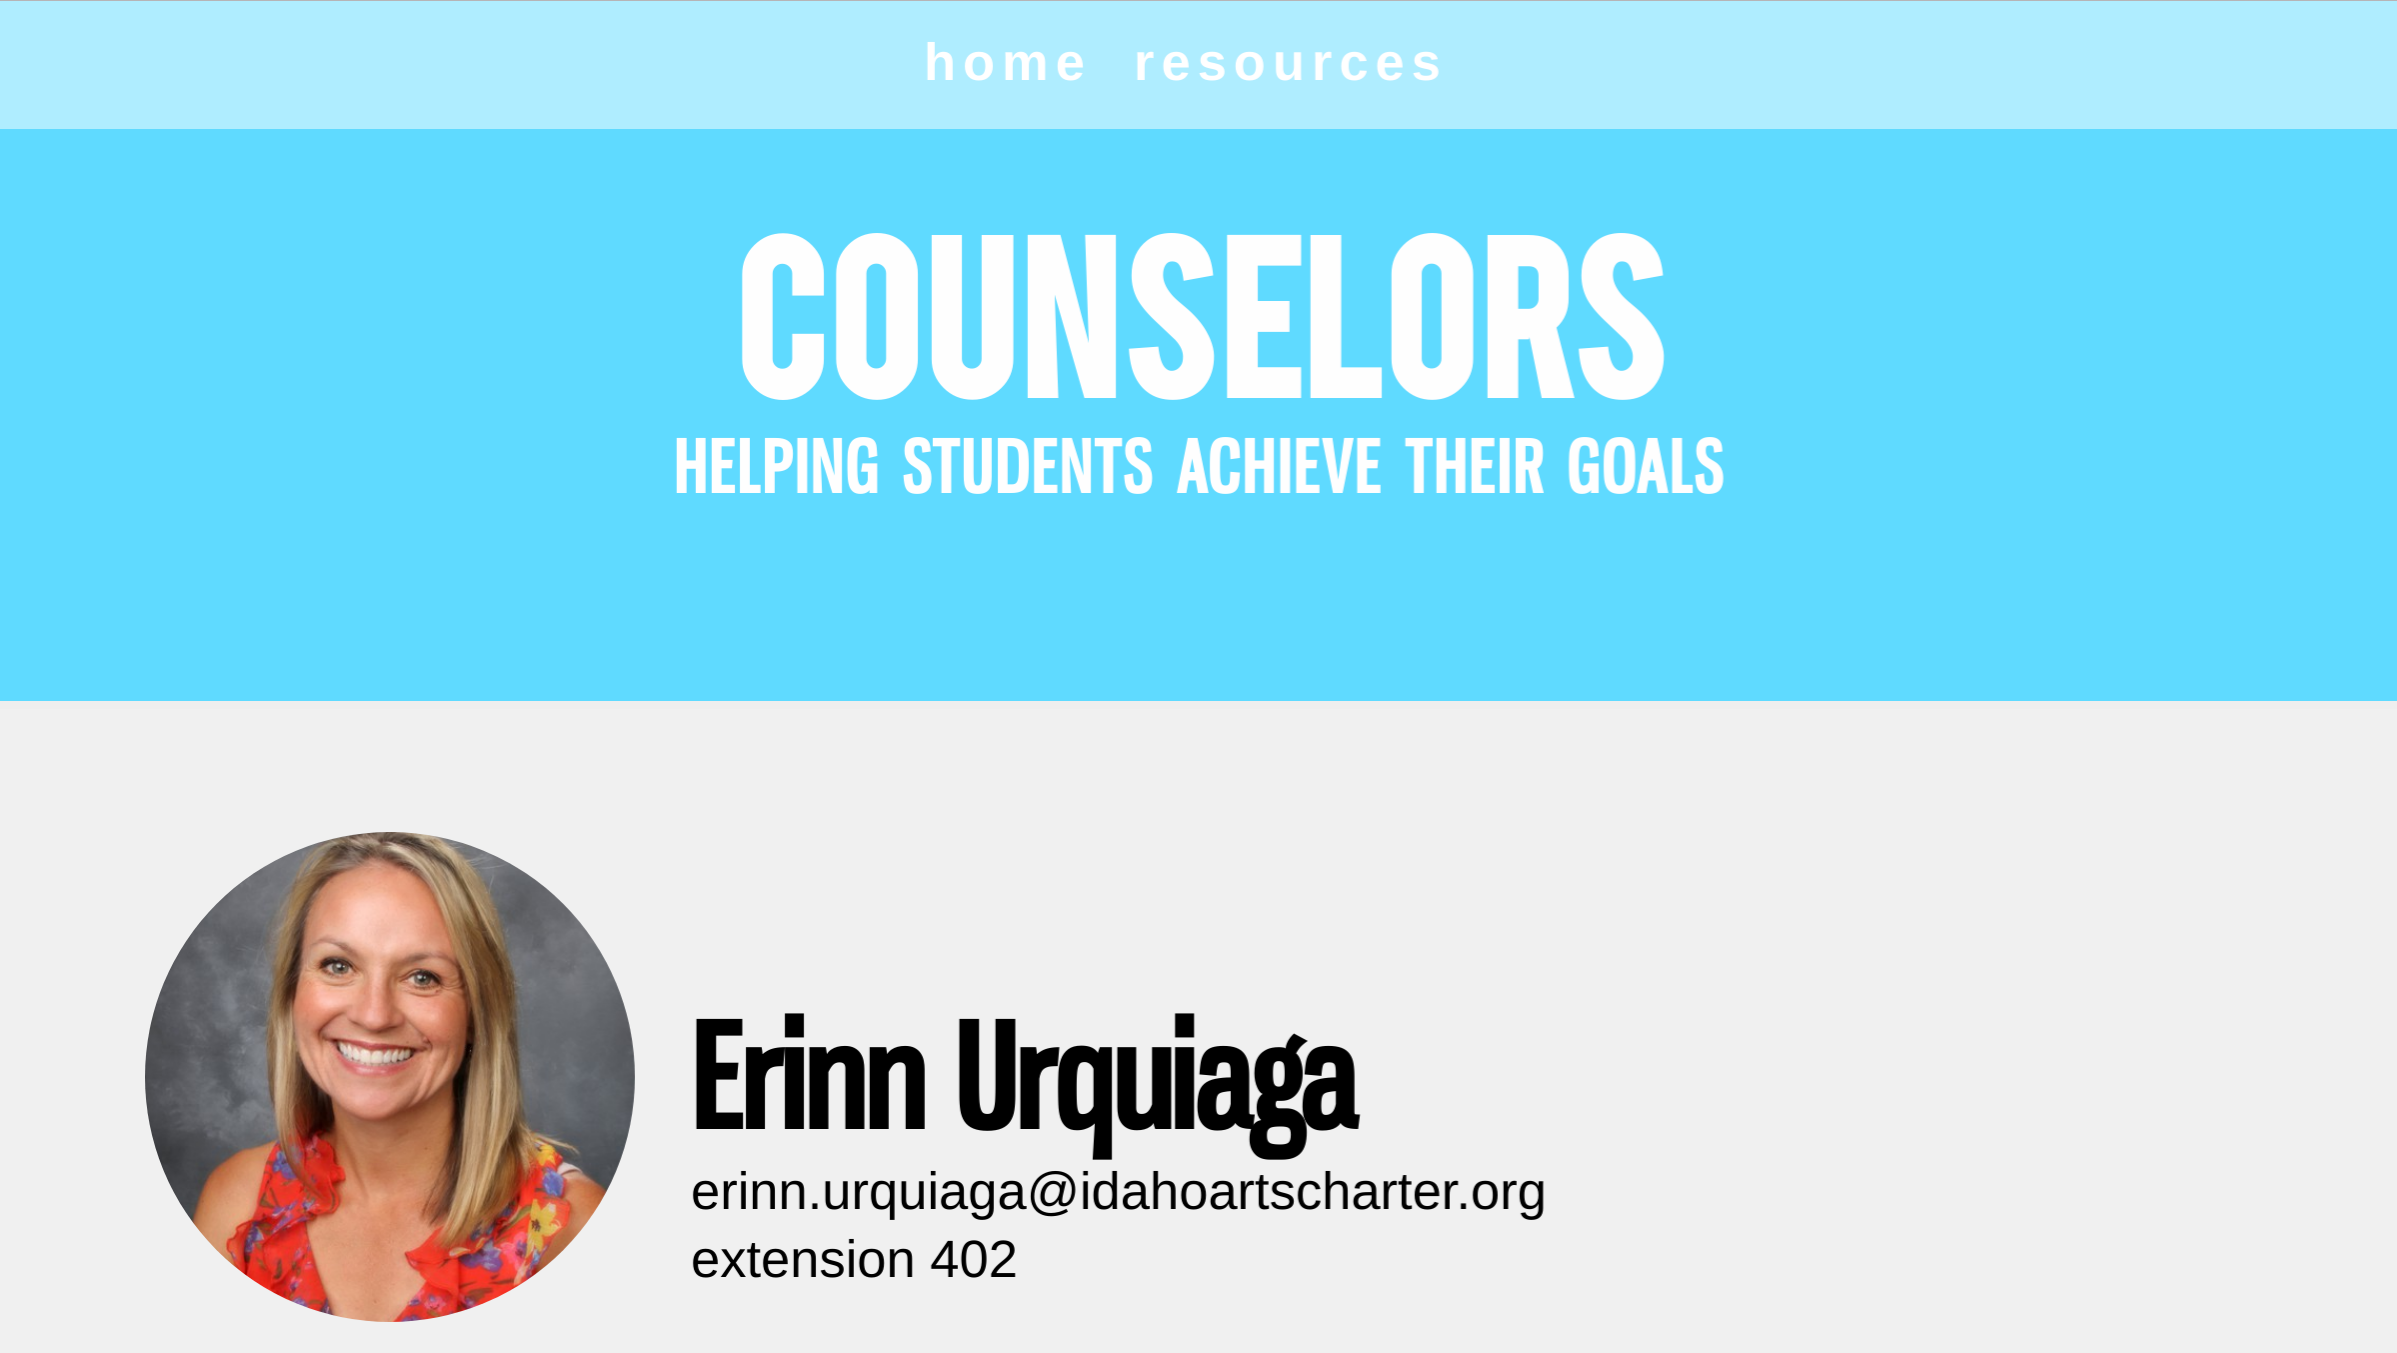 home resources
COUNSELORS
HELPING STUDENTS ACHIEVE THEIR GOALS
Erinn Urquiaga
erinn.urquiaga@idahoartscharter.org
extension 402